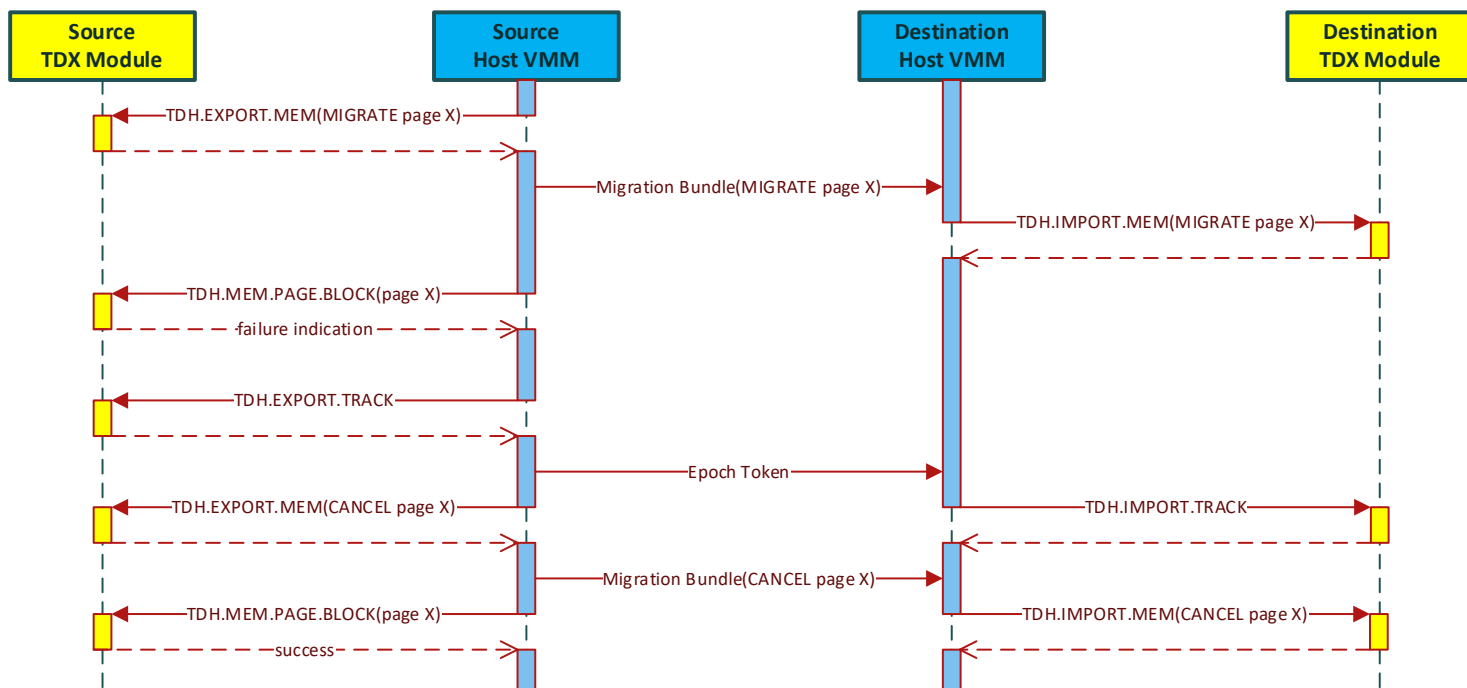 Source
TDX Module
Source
Host VMM
Destination
Host VMM
Destination
TDX Module
TDH.EXPORT.MEM(MIGRATE page X)
Migration Bundle(MIGRATE page X)
TDH.IMPORT.MEM(MIGRATE page X)
TDH.MEM.PAGE.BLOCK(page X)
failure indication
TDH.EXPORT.TRACK
Epoch Token
TDH.EXPORT.MEM(CANCEL page X)
TDH.IMPORT.TRACK
Migration Bundle(CANCEL page X)
TDH.MEM.PAGE.BLOCK(page X)
TDH.IMPORT.MEM(CANCEL page X)
success